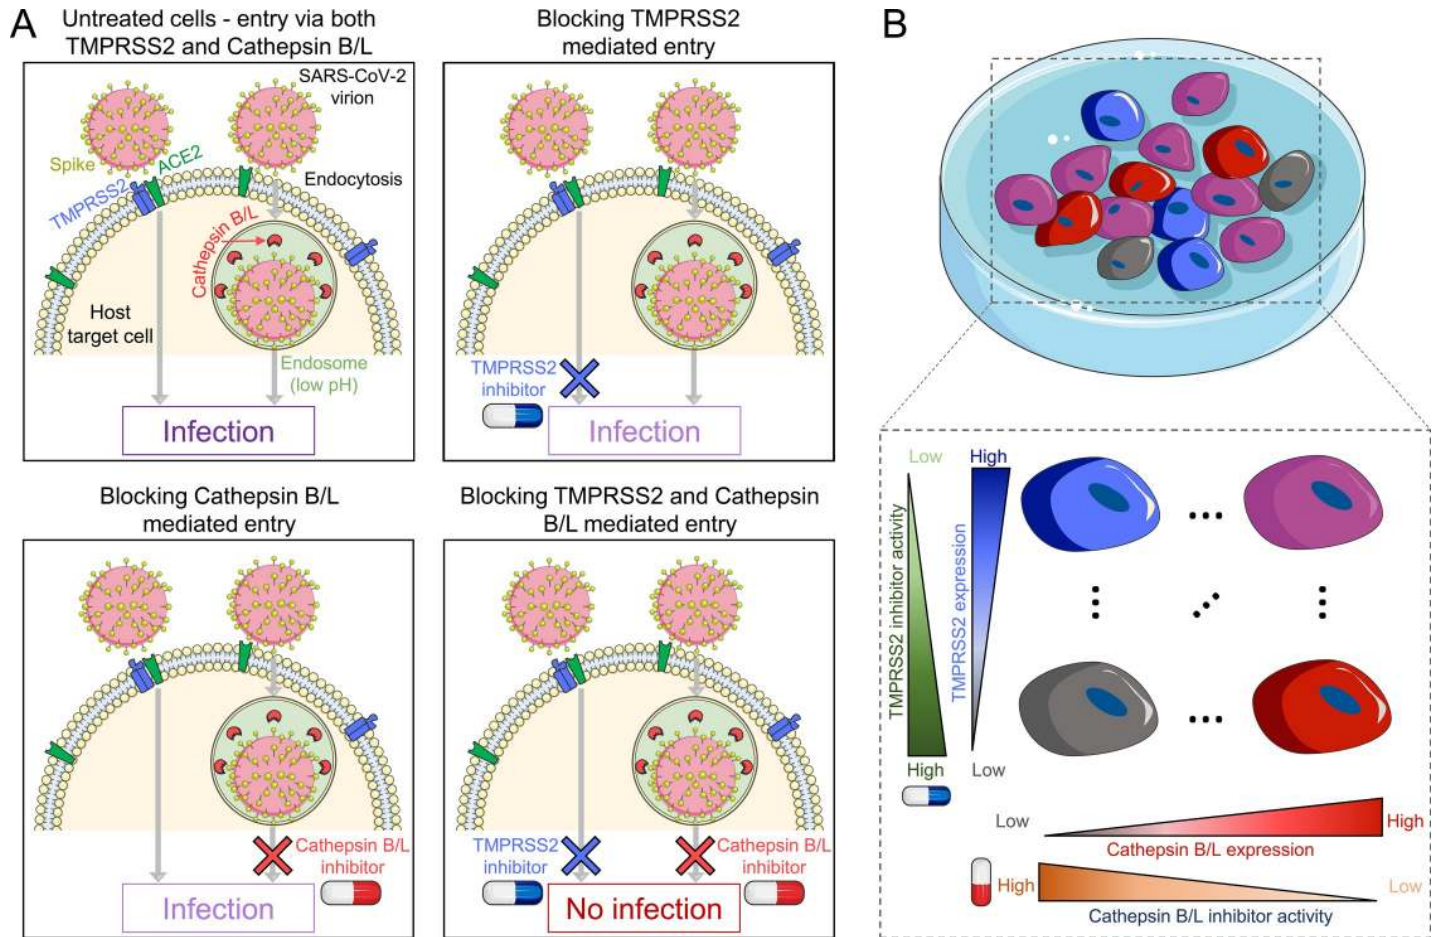 A
Untreated cells - entry via both
TMPRSS2 and Cathepsin B/L
SARS-CoV-2
virion
Spike
ACE2
TMPRSS2
Endocytosis
Cathepsin B/L
Host
target cell
Endosome
(low pH)
Infection
Blocking TMPRSS2
mediated entry
TMPRSS2
inhibitor
Infection
Blocking Cathepsin B/L
mediated entry
Cathepsin B/L
inhibitor
Infection
Blocking TMPRSS2 and Cathepsin
B/L mediated entry
TMPRSS2
inhibitor
Cathepsin B/L
inhibitor
No infection
B
Low
High
TMPRSS2 inhibitor activity
TMPRSS2 expression
High
Low
Low
High
Cathepsin B/L expression
High
Low
Cathepsin B/L inhibitor activity